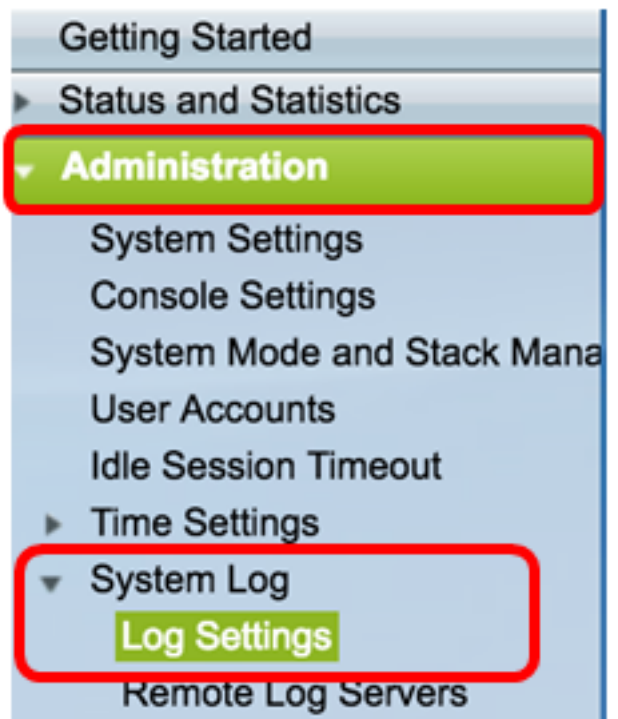 Getting Started
Status and Statistics
Administration
System Settings
Console Settings
System Mode and Stack Mana
User Accounts
Idle Session Timeout
Time Settings
System Log
Log Settings
Remote Log Servers